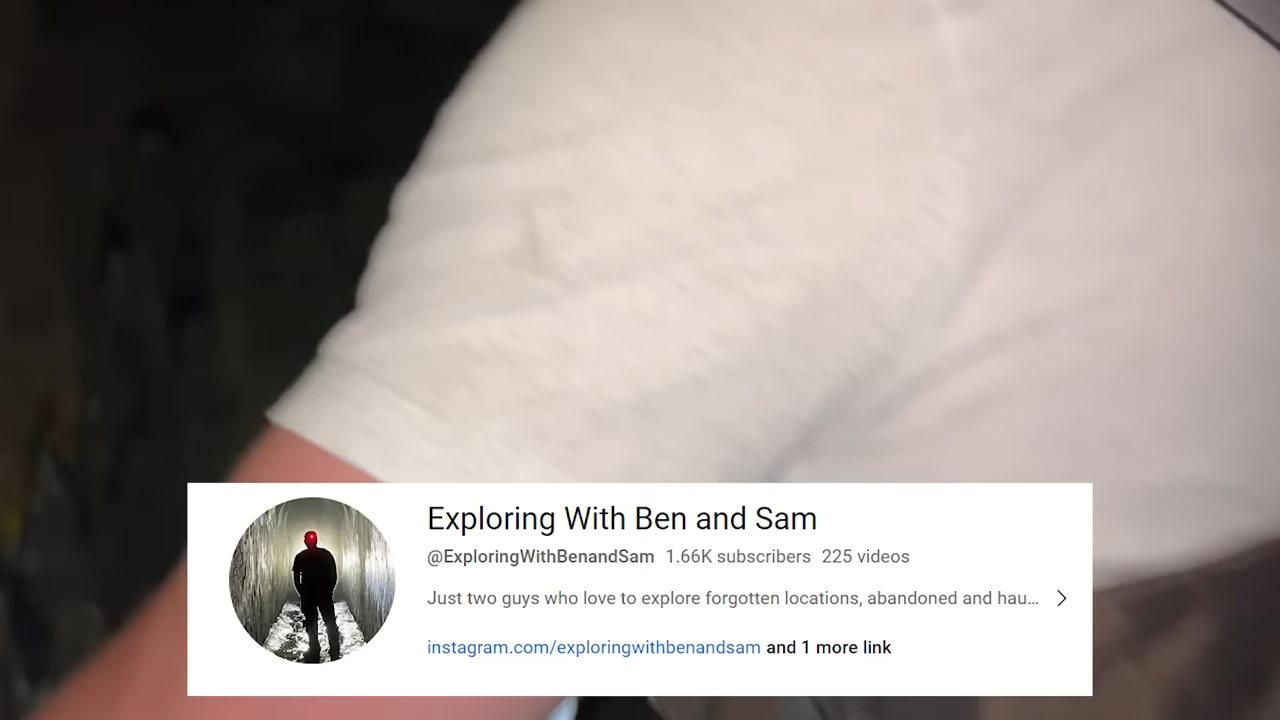 Exploring With Ben and Sam
@ExploringWithBenandSam 1.66K subscribers 225 videos
Just two guys who love to explore forgotten locations, abandoned and hau...
instagram.com/exploringwithbenandsam and 1 more link